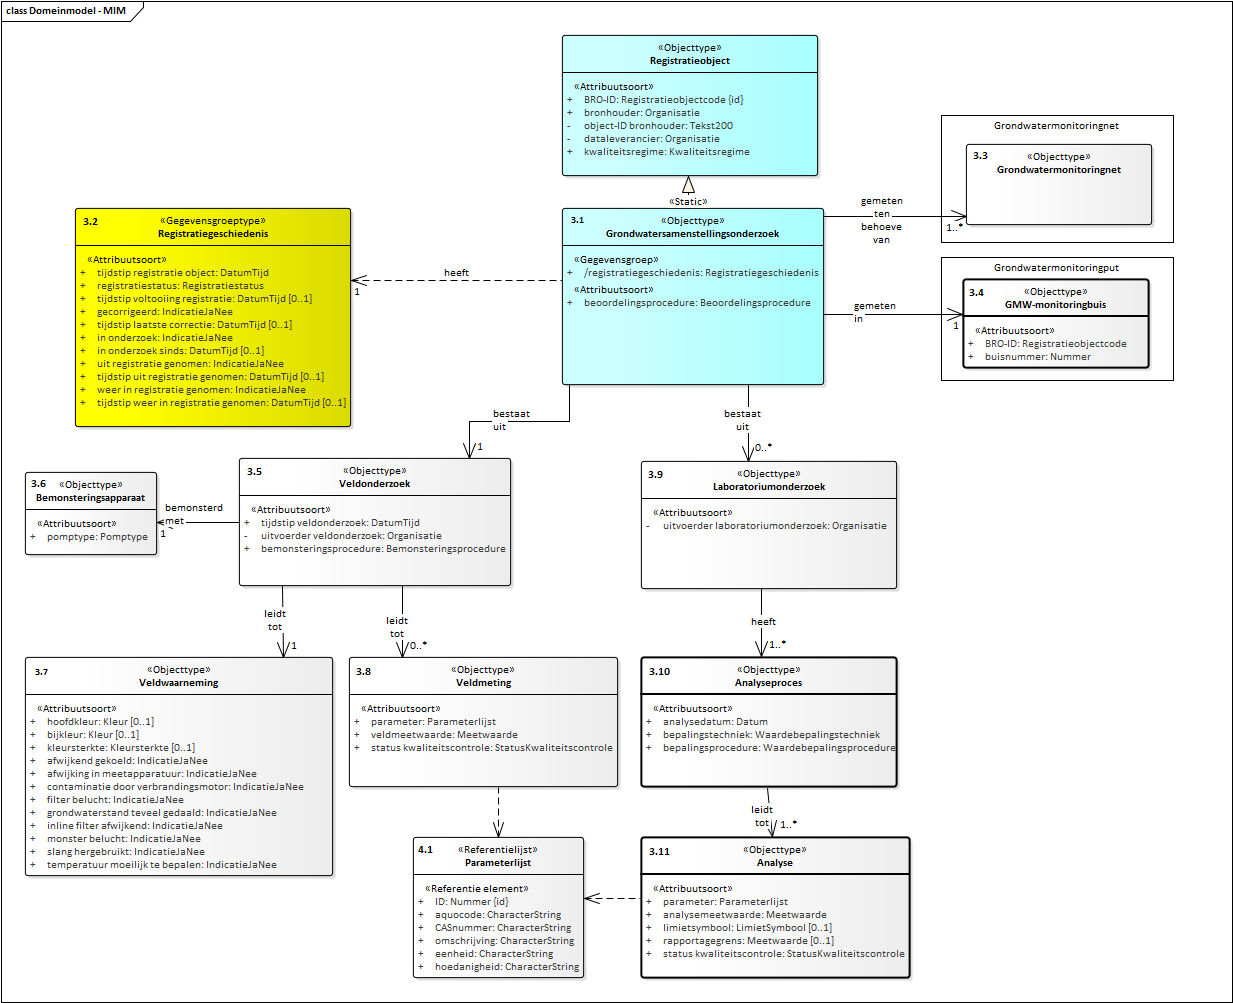 class Domeinmodel - MIM
«Objecttype»
Registratieobject
«Attribuutsoort»
+ BRO-ID: Registratieobjectcode {id}
+ bronhouder: Organisatie
- object-ID bronhouder: Tekst200
- dataleverancier: Organisatie
+ kwaliteitsregime: Kwaliteitsregime
«Static»
Grondwatermonitoringnet
3.3 «Objecttype»
Grondwatermonitoringnet
gemeten
ten
behoeve
van
1..*
3.2 «Gegevensgroeptype»
Registratiegeschiedenis
«Attribuutsoort»
+ tijdstip registratie object: DatumTijd
+ registratiestatus: Registratiestatus
+ tijdstip voltooiing registratie: DatumTijd [0..1]
+ gecorrigeerd: IndicatieJaNee
+ tijdstip laatste correctie: DatumTijd [0..1]
+ in onderzoek: IndicatieJaNee
+ in onderzoek sinds: DatumTijd [0..1]
+ uit registratie genomen: IndicatieJaNee
+ tijdstip uit registratie genomen: DatumTijd [0..1]
+ weer in registratie genomen: IndicatieJaNee
+ tijdstip weer in registratie genomen: DatumTijd [0..1]
heeft
1
3.1 «Objecttype»
Grondwatersamenstellingsonderzoek
«Gegevensgroep»
+ /registratiegeschiedenis: Registratiegeschiedenis
«Attribuutsoort»
+ beoordelingsprocedure: Beoordelingsprocedure
gemeten
in
1
Grondwatermonitoringput
3.4 «Objecttype»
GMW-monitoringbuis
«Attribuutsoort»
+ BRO-ID: Registratieobjectcode
+ buisnummer: Nummer
bestaat
uit
1
bestaat
uit
0..*
3.6 «Objecttype»
Bemonsteringsapparaat
«Attribuutsoort»
+ pomptype: Pomptype
bemonsterd
met
1
3.5 «Objecttype»
Veldonderzoek
«Attribuutsoort»
+ tijdstip veldonderzoek: DatumTijd
- uitvoerder veldonderzoek: Organisatie
+ bemonsteringsprocedure: Bemonsteringsprocedure
3.9 «Objecttype»
Laboratoriumonderzoek
«Attribuutsoort»
- uitvoerder laboratoriumonderzoek: Organisatie
leidt
tot
1
leidt
tot
0..*
heeft
1..*
3.7 «Objecttype»
Veldwaarneming
«Attribuutsoort»
+ hoofdkleur: Kleur [0..1]
+ bijkleur: Kleur [0..1]
+ kleursterkte: Kleursterkte [0..1]
+ afwijkend gekoeld: IndicatieJaNee
+ afwijking in meetapparatuur: IndicatieJaNee
+ contaminatie door verbrandingsmotor: IndicatieJaNee
+ filter belucht: IndicatieJaNee
+ grondwaterstand teveel gedaald: IndicatieJaNee
+ inline filter afwijkend: IndicatieJaNee
+ monster belucht: IndicatieJaNee
+ slang hergebruikt: IndicatieJaNee
+ temperatuur moeilijk te bepalen: IndicatieJaNee
3.8 «Objecttype»
Veldmeting
«Attribuutsoort»
+ parameter: Parameterlijst
+ veldmeetwaarde: Meetwaarde
+ status kwaliteitscontrole: StatusKwaliteitscontrole
3.10 «Objecttype»
Analyseproces
«Attribuutsoort»
+ analysedatum: Datum
+ bepalingstechniek: Waardebepalingstechniek
+ bepalingsprocedure: Waardebepalingsprocedure
leidt
tot
1..*
4.1 «Referentielijst»
Parameterlijst
«Referentie element»
+ ID: Nummer {id}
+ aquocode: CharacterString
+ CASnummer: CharacterString
+ omschrijving: CharacterString
+ eenheid: CharacterString
+ hoedanigheid: CharacterString
3.11 «Objecttype»
Analyse
«Attribuutsoort»
+ parameter: Parameterlijst
+ analysemeetwaarde: Meetwaarde
+ limietsymbool: LimietSymbool [0..1]
+ rapportagegrens: Meetwaarde [0..1]
+ status kwaliteitscontrole: StatusKwaliteitscontrole